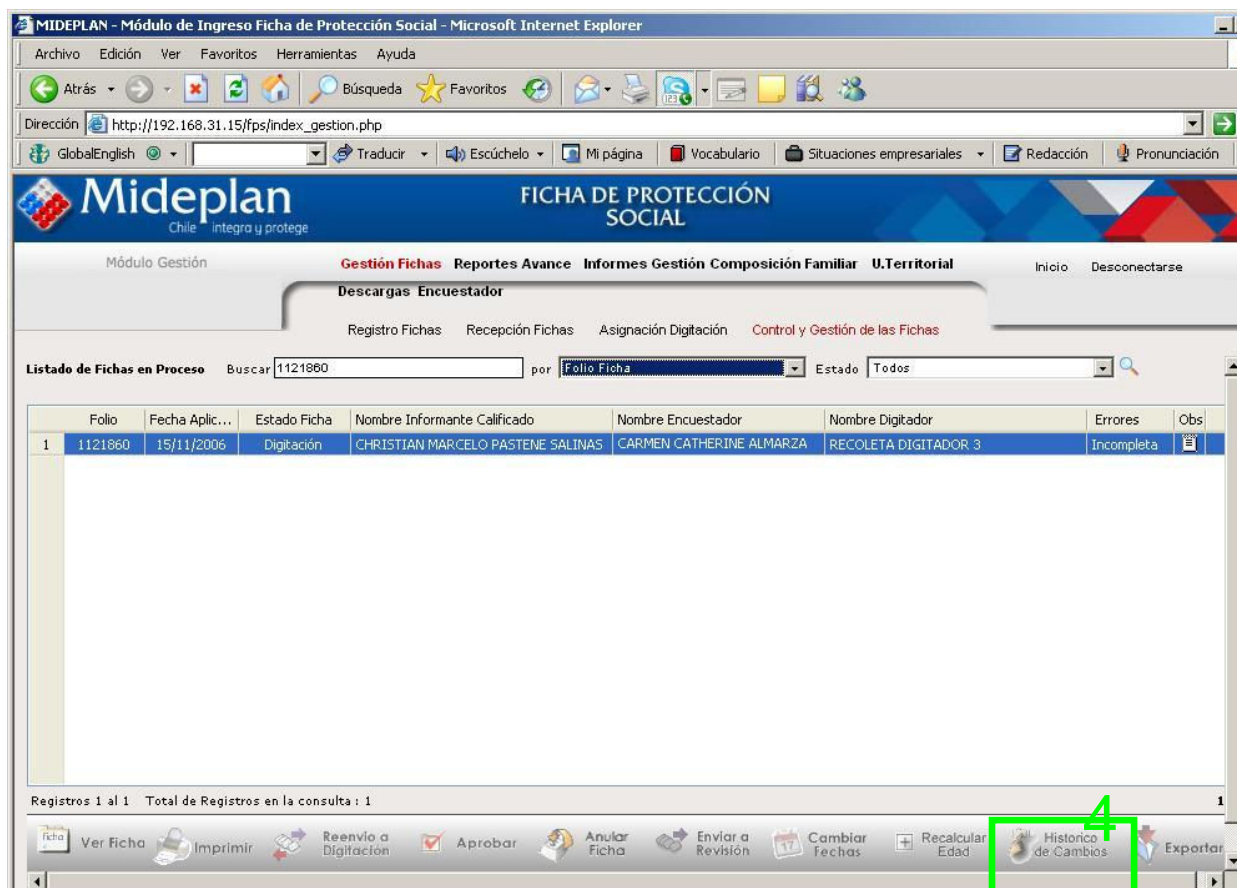 MIDEPLAN - Módulo de Ingreso Ficha de Protección Social - Microsoft Internet Explorer
Archivo Edición Ver Favoritos Herramientas Ayuda
Atrás Búsqueda Favoritos
Dirección http://192.168.31.15/fps/index_gestion.php
GlobalEnglish Traducir Escúchelo Mi página Vocabulario Situaciones empresariales Redacción Pronunciación
Mideplan
Chile integra y protege
FICHA DE PROTECCIÓN
SOCIAL
Módulo Gestión Gestión Fichas Reportes Avance Informes Gestión Composición Familiar U.Territorial Inicio Desconectarse
Descargas Encuestador
Registro Fichas Recepción Fichas Asignación Digitación Control y Gestión de las Fichas
Listado de Fichas en Proceso Buscar 1121860 por Folio Ficha Estado Todos
Folio Fecha Aplic... Estado Ficha Nombre Informante Calificado Nombre Encuestador Nombre Digitador Errores Obs
1 1121860 15/11/2006 Digitación CHRISTIAN MARCELO PASTENE SALINAS CARMEN CATHERINE ALMARZA RECOLETA DIGITADOR 3 Incompleta
Registros 1 al 1 Total de Registros en la consulta : 1 1
4
ficha Ver Ficha Imprimir Reenvio a Digitacion Aprobar Anular Ficha Enviar a Revisión 17 Cambiar Fechas Recalcular Edad Historico de Cambios Exportar